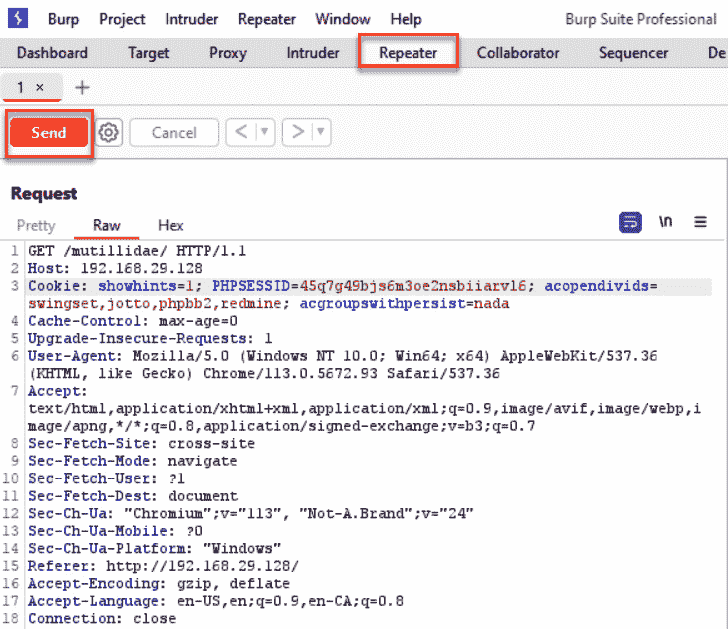 Burp Project Intruder Repeater Window Help Burp Suite Professional
Dashboard Target Proxy Intruder Repeater Collaborator Sequencer De
1 × +
Send Cancel < >
Request
Pretty Raw Hex \n
1 GET /mutillidae/ HTTP/1.1
2 Host: 192.168.29.128
3 Cookie: showhints=1; PHPSESSID=45q7g49bjs6m3oe2nsbiiarvl6; acopendivids=
swingset,jotto,phpbb2,redmine; acgroupswithpersist=nada
4 Cache-Control: max-age=0
5 Upgrade-Insecure-Requests: 1
6 User-Agent: Mozilla/5.0 (Windows NT 10.0; Win64; x64) AppleWebKit/537.36
(KHTML, like Gecko) Chrome/113.0.5672.93 Safari/537.36
7 Accept:
text/html,application/xhtml+xml,application/xml;q=0.9,image/avif,image/webp,i
mage/apng,*/*;q=0.8,application/signed-exchange;v=b3;q=0.7
8 Sec-Fetch-Site: cross-site
9 Sec-Fetch-Mode: navigate
10 Sec-Fetch-User: ?1
11 Sec-Fetch-Dest: document
12 Sec-Ch-Ua: "Chromium";v="113", "Not-A.Brand";v="24"
13 Sec-Ch-Ua-Mobile: ?0
14 Sec-Ch-Ua-Platform: "Windows"
15 Referer: http://192.168.29.128/
16 Accept-Encoding: gzip, deflate
17 Accept-Language: en-US,en;q=0.9,en-CA;q=0.8
18 Connection: close